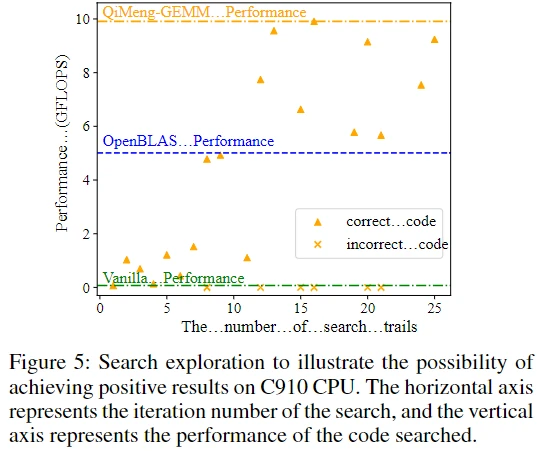 10
8
6
4
2
0
Performance...(GFLOPS)
QiMeng-GEMM...Performance
OpenBLAS...Performance
correct...code
incorrect...code
Vanilla...Performance
0 5 10 15 20 25
The...number...of...search...trails
Figure 5: Search exploration to illustrate the possibility of
achieving positive results on C910 CPU. The horizontal axis
represents the iteration number of the search, and the vertical
axis represents the performance of the code searched.